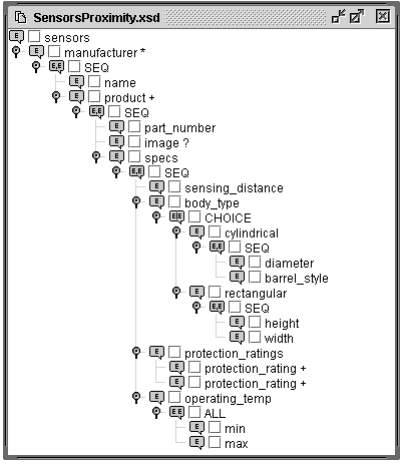 SensorsProximity.xsd
E sensors
E manufacturer *
E,E SEQ
E name
E product +
E,E SEQ
E part_number
E image ?
E specs
E,E SEQ
E sensing_distance
E body_type
E|E CHOICE
E cylindrical
E,E SEQ
E diameter
E barrel_style
E rectangular
E,E SEQ
E height
E width
E protection_ratings
E protection_rating +
E protection_rating +
E operating_temp
E E ALL
E min
E max